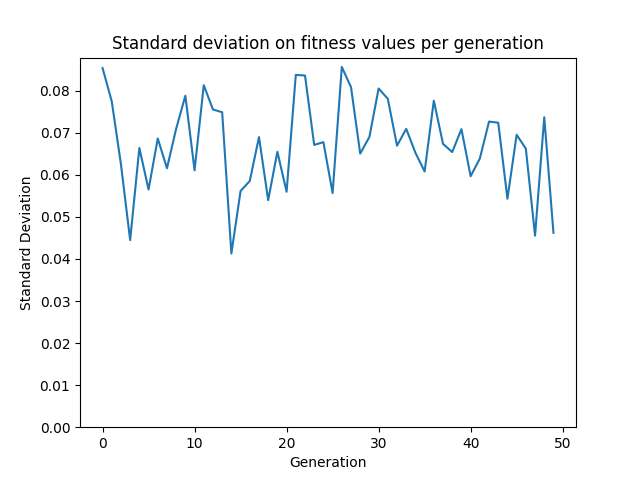 Standard deviation on fitness values per generation
Standard Deviation
0.08
0.07
0.06
0.05
0.04
0.03
0.02
0.01
0.00
0 10 20 30 40 50
Generation